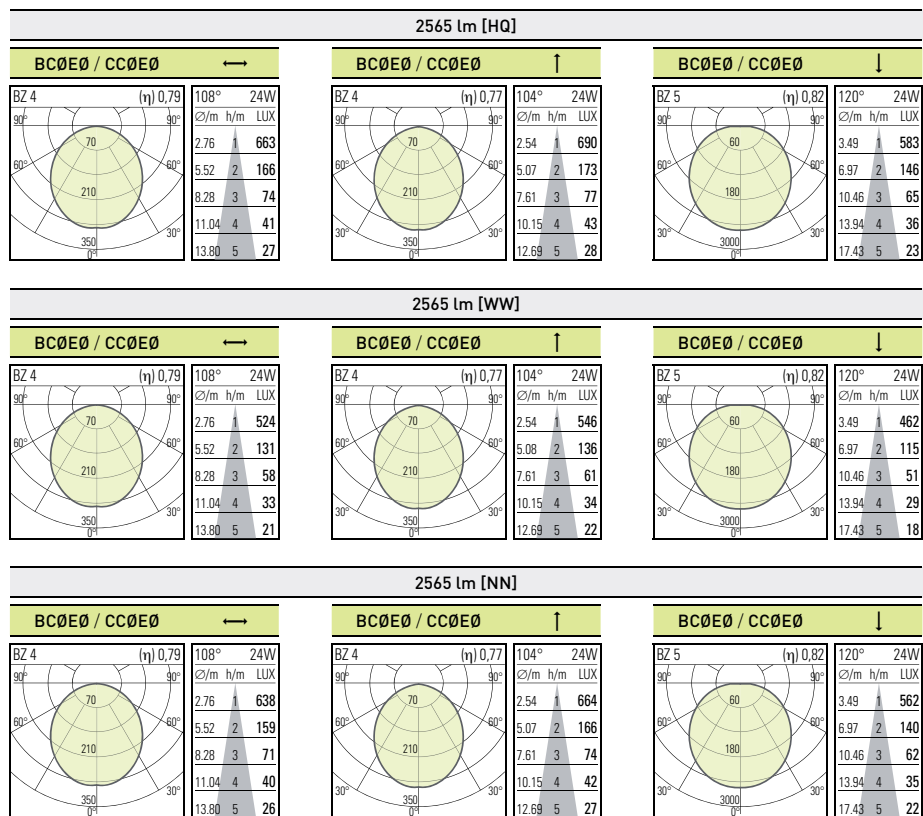 2565 lm [HQ]
BCØEØ / CCØEØ ↔
BZ 4 (η) 0,79
90° 90°
70
60° 60°
210
30° 30°
350
0°
108° 24W
∅/m h/m LUX
2.76 1 663
5.52 2 166
8.28 3 74
11.04 4 41
13.80 5 27
BCØEØ / CCØEØ ↑
BZ 4 (η) 0,77
90° 90°
70
60° 60°
210
30° 30°
350
0°
104° 24W
∅/m h/m LUX
2.54 1 690
5.07 2 173
7.61 3 77
10.15 4 43
12.69 5 28
BCØEØ / CCØEØ ↓
BZ 5 (η) 0,82
90° 90°
60
60° 60°
180
30° 30°
3000
0°
120° 24W
∅/m h/m LUX
3.49 1 583
6.97 2 146
10.46 3 65
13.94 4 36
17.43 5 23
2565 lm [WW]
BCØEØ / CCØEØ ↔
BZ 4 (η) 0,79
90° 90°
70
60° 60°
210
30° 30°
350
0°
108° 24W
∅/m h/m LUX
2.76 1 524
5.52 2 131
8.28 3 58
11.04 4 33
13.80 5 21
BCØEØ / CCØEØ ↑
BZ 4 (η) 0,77
90° 90°
70
60° 60°
210
30° 30°
350
0°
104° 24W
∅/m h/m LUX
2.54 1 546
5.08 2 136
7.61 3 61
10.15 4 34
12.69 5 22
BCØEØ / CCØEØ ↓
BZ 5 (η) 0,82
90° 90°
60
60° 60°
180
30° 30°
3000
0°
120° 24W
∅/m h/m LUX
3.49 1 462
6.97 2 115
10.46 3 51
13.94 4 29
17.43 5 18
2565 lm [NN]
BCØEØ / CCØEØ ↔
BZ 4 (η) 0,79
90° 90°
70
60° 60°
210
30° 30°
350
0°
108° 24W
∅/m h/m LUX
2.76 1 638
5.52 2 159
8.28 3 71
11.04 4 40
13.80 5 26
BCØEØ / CCØEØ ↑
BZ 4 (η) 0,77
90° 90°
70
60° 60°
210
30° 30°
350
0°
104° 24W
∅/m h/m LUX
2.54 1 664
5.07 2 166
7.61 3 74
10.15 4 42
12.69 5 27
BCØEØ / CCØEØ ↓
BZ 5 (η) 0,82
90° 90°
60
60° 60°
180
30° 30°
3000
0°
120° 24W
∅/m h/m LUX
3.49 1 562
6.97 2 140
10.46 3 62
13.94 4 35
17.43 5 22